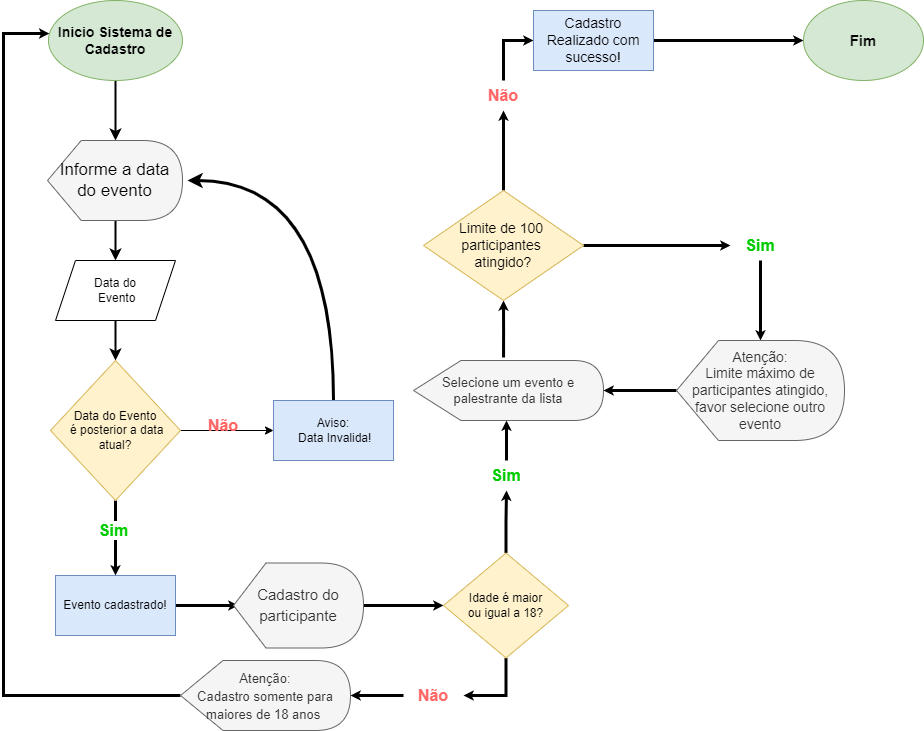 Inicio Sistema de
Cadastro
Informe a data
do evento
Data do
Evento
Data do Evento
é posterior a data
atual?
Não
Aviso:
Data Invalida!
Sim
Evento cadastrado!
Cadastro do
participante
Idade é maior
ou igual a 18?
Não
Atenção:
Cadastro somente para
maiores de 18 anos
Sim
Selecione um evento e
palestrante da lista
Limite de 100
participantes
atingido?
Sim
Atenção:
Limite máximo de
participantes atingido,
favor selecione outro
evento
Não
Cadastro
Realizado com
sucesso!
Fim